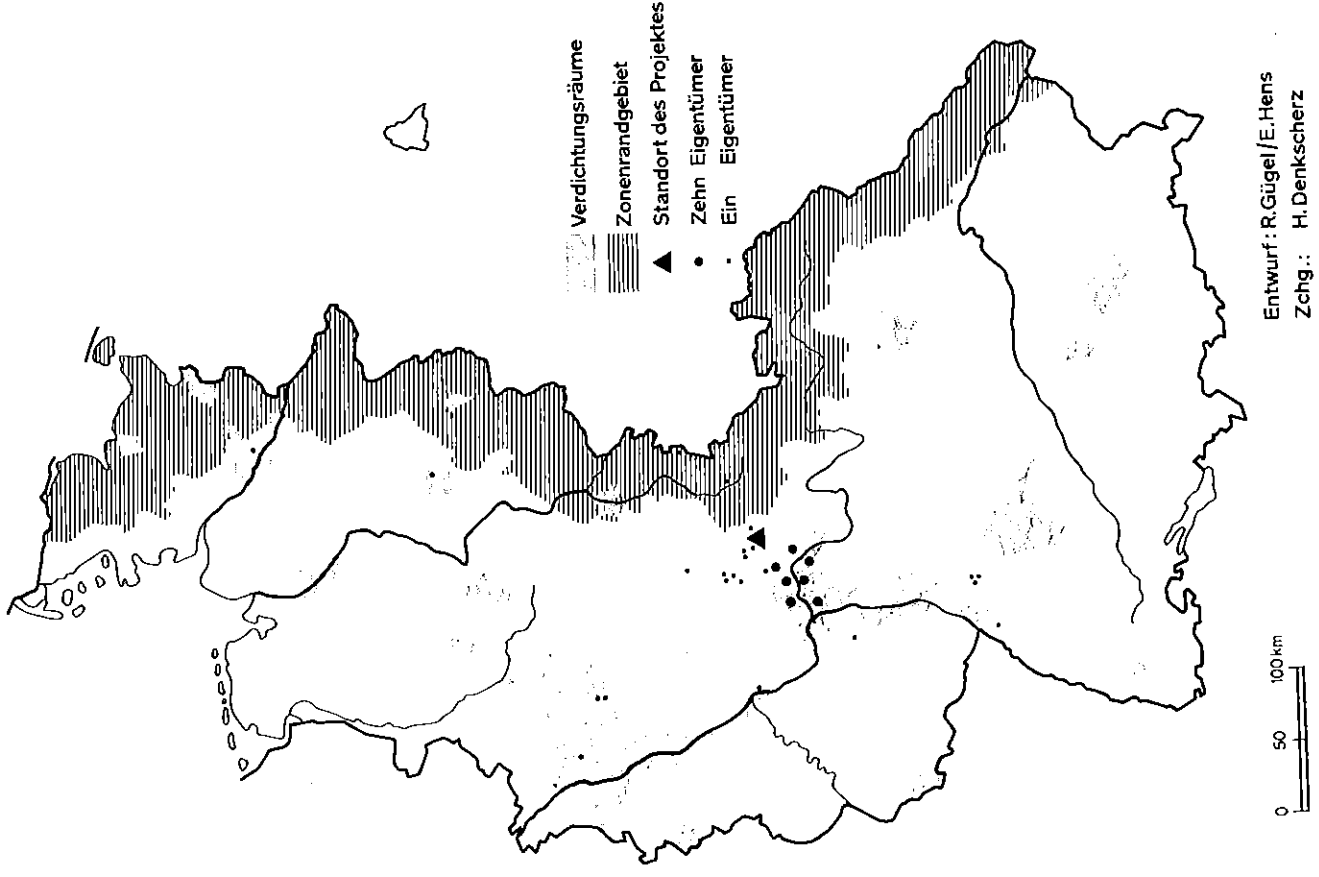 Verdichtungsräume
Zonenrandgebiet
Standort des Projektes
Zehn Eigentümer
Ein Eigentümer
0 50 100 km
Entwurf: R.Gügel/E.Hens
Zchg.: H.Denkscherz